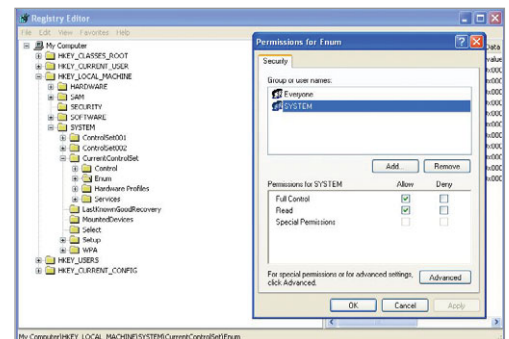 Registry Editor
File Edit View Favorites Help
My Computer
HKEY_CLASSES_ROOT
HKEY_CURRENT_USER
HKEY_LOCAL_MACHINE
HARDWARE
SAM
SECURITY
SOFTWARE
SYSTEM
ControlSet001
ControlSet002
CurrentControlSet
Control
Enum
Hardware Profiles
Services
LastKnownGoodRecovery
MountedDevices
Select
Setup
WPA
HKEY_USERS
HKEY_CURRENT_CONFIG
My Computer\HKEY_LOCAL_MACHINE\SYSTEM\CurrentControlSet\Enum
Permissions for Enum
Security
Group or user names:
Everyone
SYSTEM
Add...
Remove
Permissions for SYSTEM
Allow
Deny
Full Control
Read
Special Permissions
For special permissions or for advanced settings,
click Advanced.
Advanced
OK
Cancel
Apply
Data